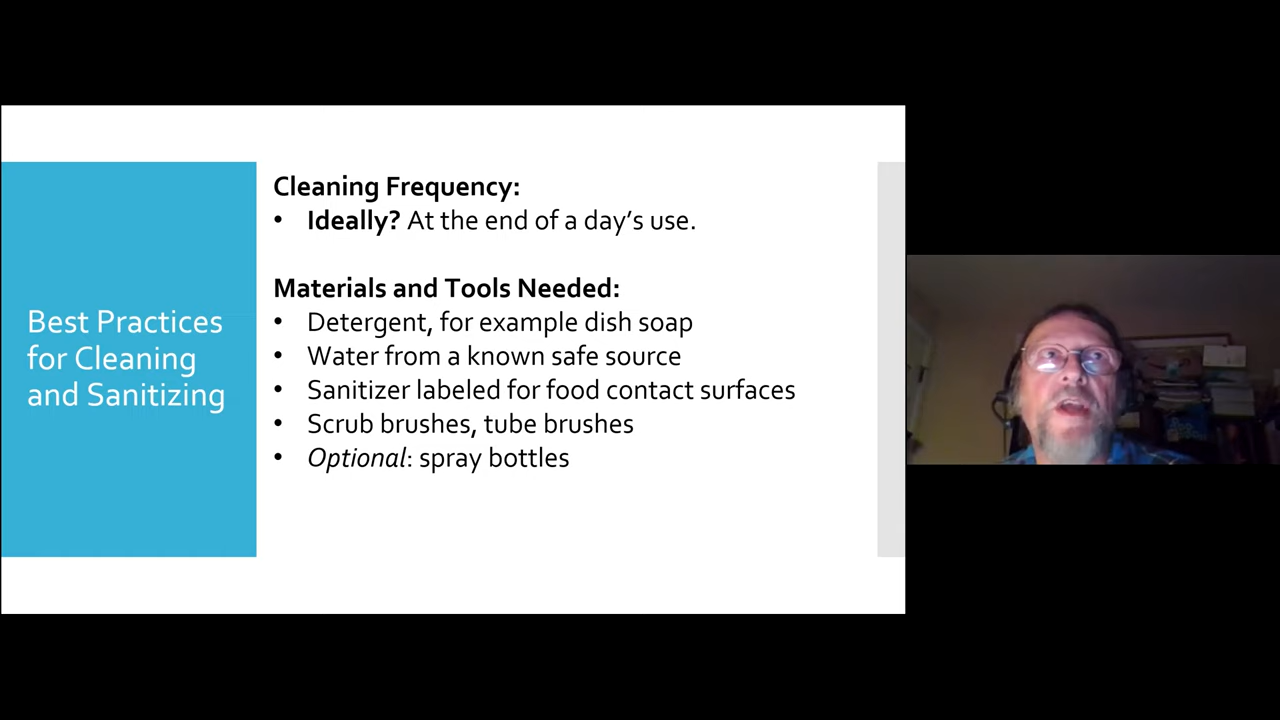 Best Practices
for Cleaning
and Sanitizing
Cleaning Frequency:
• Ideally? At the end of a day’s use.
Materials and Tools Needed:
• Detergent, for example dish soap
• Water from a known safe source
• Sanitizer labeled for food contact surfaces
• Scrub brushes, tube brushes
• Optional: spray bottles